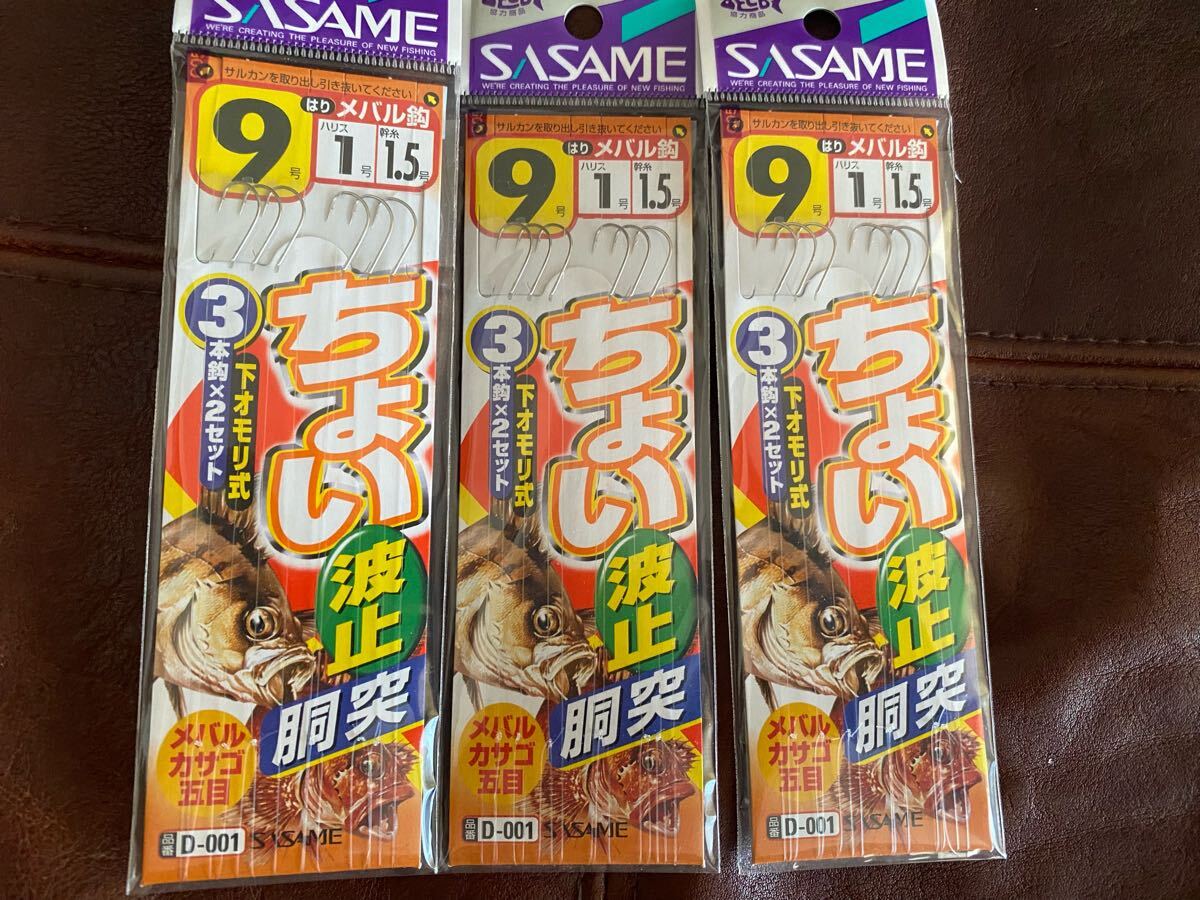 SASAME
WE'RE CREATING THE PLEASURE OF NEW FISHING
サルカンを取り出し引き抜いてください
9号
はり メバル鈎
ハリス 1号
幹糸 1.5号
3本鈎×2セット
下オモリ式
ちょい
波止
胴突
メバル
カサゴ
五目
品番 D-001 SASAME
協力商品
SASAME
WE'RE CREATING THE PLEASURE OF NEW FISHING
サルカンを取り出し引き抜いてください
9号
はり メバル鈎
ハリス 1号
幹糸 1.5号
3本鈎×2セット
下オモリ式
ちょい
波止
胴突
メバル
カサゴ
五目
品番 D-001 SASAME
協力商品
SASAME
WE'RE CREATING THE PLEASURE OF NEW FISHING
サルカンを取り出し引き抜いてください
9号
はり メバル鈎
ハリス 1号
幹糸 1.5号
3本鈎×2セット
下オモリ式
ちょい
波止
胴突
メバル
カサゴ
五目
品番 D-001 SASAME